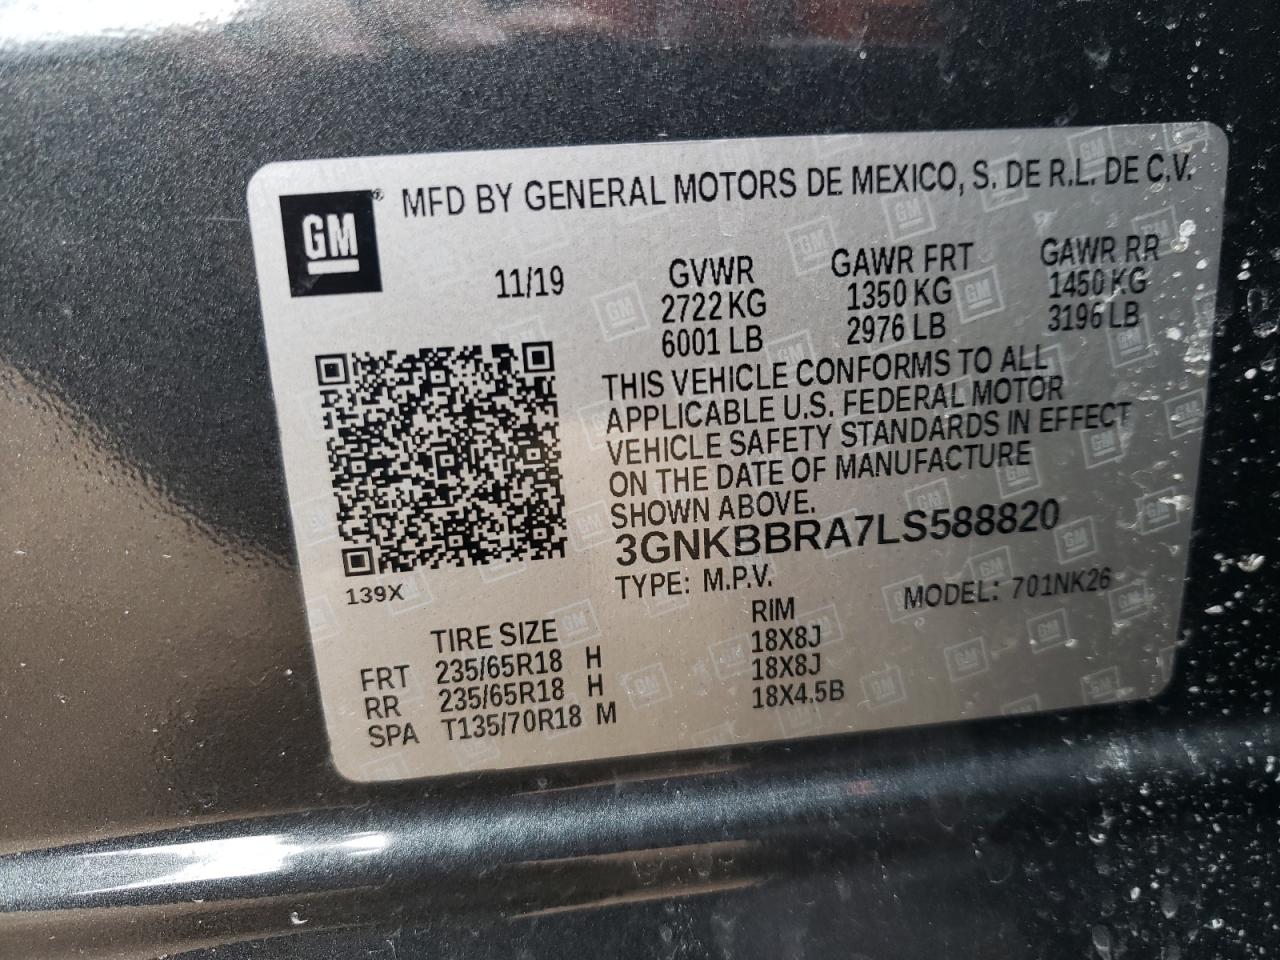 GM ® MFD BY GENERAL MOTORS DE MEXICO, S. DE R.L. DE C.V.
11/19 GVWR GAWR FRT GAWR RR
2722 KG 1350 KG 1450 KG
6001 LB 2976 LB 3196 LB
THIS VEHICLE CONFORMS TO ALL
APPLICABLE U.S. FEDERAL MOTOR
VEHICLE SAFETY STANDARDS IN EFFECT
ON THE DATE OF MANUFACTURE
SHOWN ABOVE.
3GNKBBRA7LS588820
139X
TYPE: M.P.V. MODEL: 701NK26
TIRE SIZE RIM
FRT 235/65R18 H 18X8J
RR 235/65R18 H 18X8J
SPA T135/70R18 M 18X4.5B